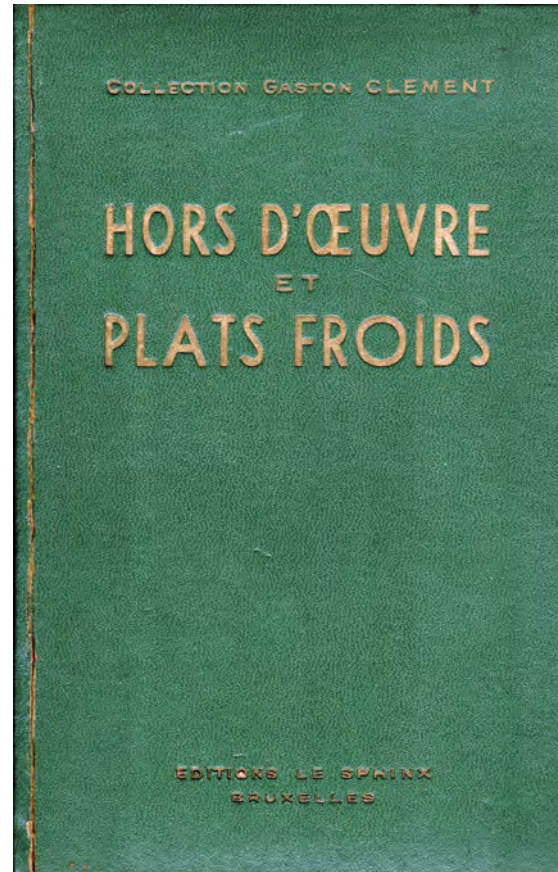 COLLECTION GASTON CLEMENT
HORS D'ŒUVRE
ET
PLATS FROIDS
EDITIONS LE SPHINX
BRUXELLES